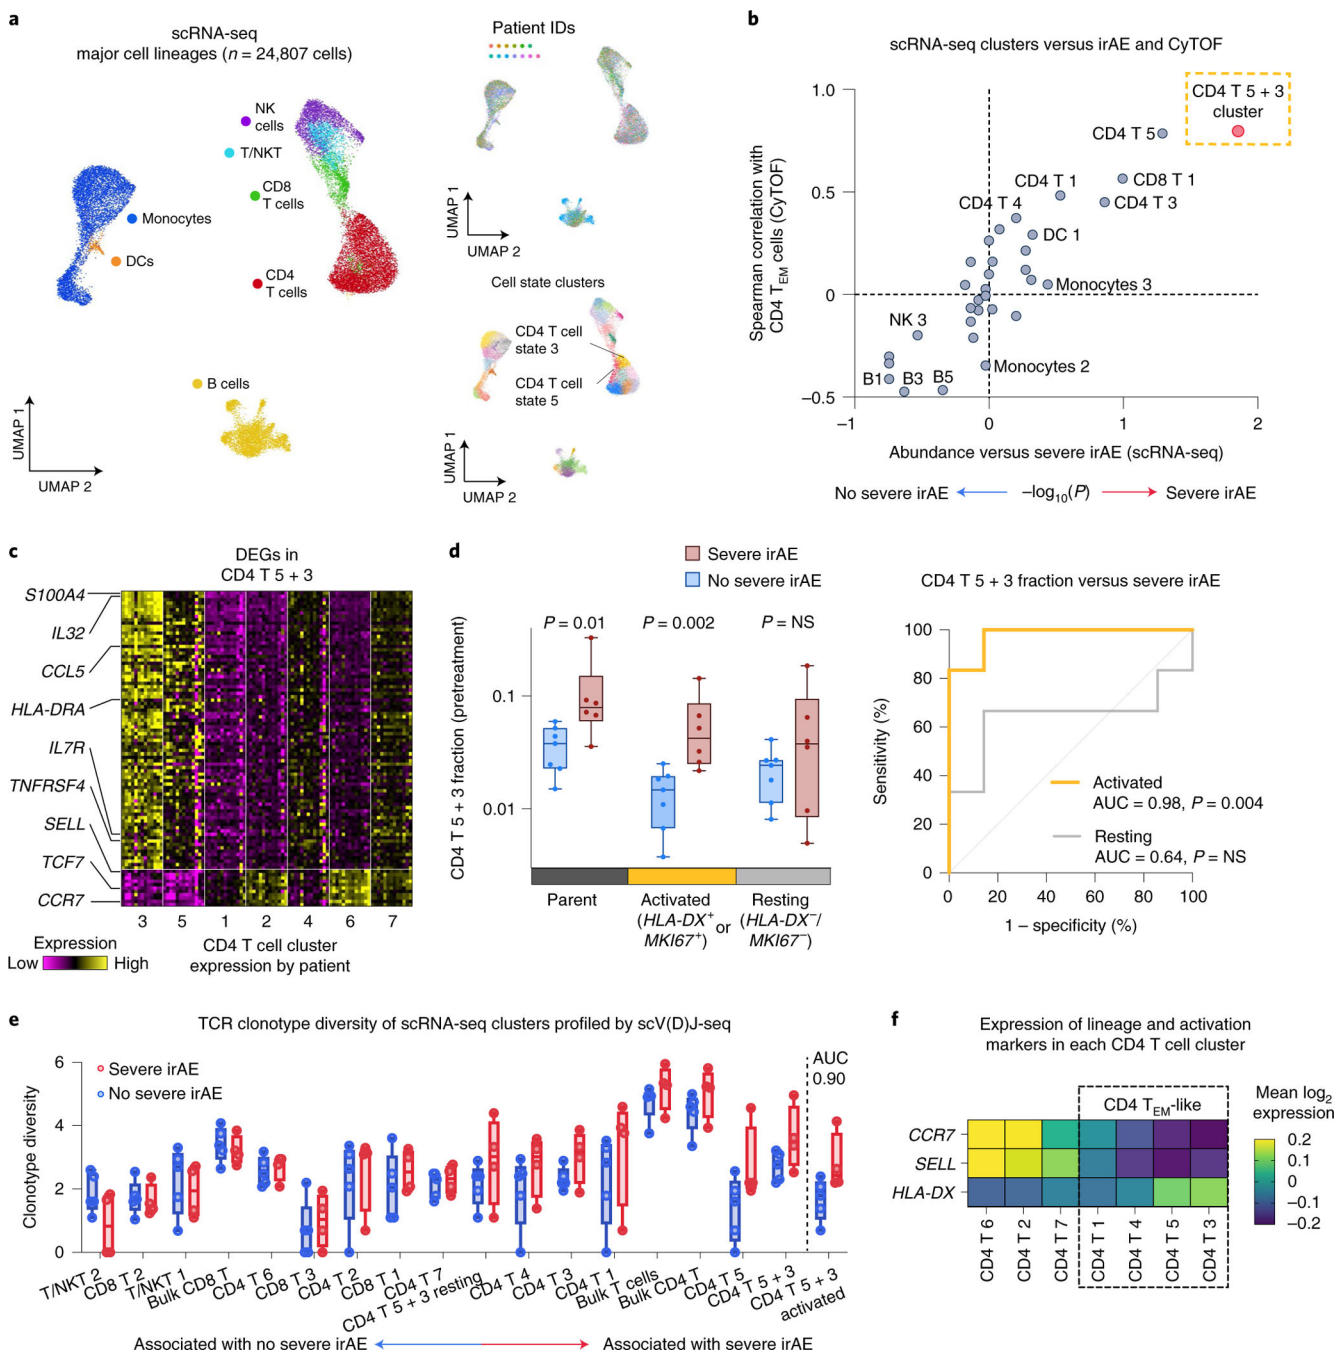 a
scRNA-seq
major cell lineages (n = 24,807 cells)
NK
cells
T/NKT
CD8
T cells
Monocytes
DCs
CD4
T cells
B cells
UMAP 1
UMAP 2
Patient IDs
UMAP 1
UMAP 2
Cell state clusters
CD4 T cell
state 3
CD4 T cell
state 5
UMAP 1
UMAP 2
b
scRNA-seq clusters versus irAE and CyTOF
Spearman correlation with
CD4 TEM cells (CyTOF)
1.0
0.5
0
−0.5
CD4 T 5 + 3
cluster
CD4 T 5
CD8 T 1
CD4 T 1
CD4 T 3
CD4 T 4
DC 1
Monocytes 3
NK 3
Monocytes 2
B1
B3
B5
−1
0
1
2
Abundance versus severe irAE (scRNA-seq)
No severe irAE
−log10(P)
Severe irAE
c
DEGs in
CD4 T 5 + 3
S100A4
IL32
CCL5
HLA-DRA
IL7R
TNFRSF4
SELL
TCF7
CCR7
3 5 1 2 4 6 7
CD4 T cell cluster
expression by patient
Expression
Low
High
d
Severe irAE
No severe irAE
CD4 T 5 + 3 fraction (pretreatment)
P = 0.01
P = 0.002
P = NS
0.1
0.01
Parent
Activated
(HLA-DX+ or
MKI67+)
Resting
(HLA-DX−/
MKI67−)
CD4 T 5 + 3 fraction versus severe irAE
Sensitivity (%)
100
80
60
40
20
0
Activated
AUC = 0.98, P = 0.004
Resting
AUC = 0.64, P = NS
0 20 40 60 80 100
1 − specificity (%)
e
TCR clonotype diversity of scRNA-seq clusters profiled by scV(D)J-seq
Clonotype diversity
6
4
2
0
Severe irAE
No severe irAE
AUC
0.90
T/NKT 2
CD8 T 2
T/NKT 1
Bulk CD8 T
CD4 T 6
CD8 T 3
CD4 T 2
CD8 T 1
CD4 T 7
CD4 T 5 + 3 resting
CD4 T 4
CD4 T 3
CD4 T 1
Bulk T cells
Bulk CD4 T
CD4 T 5
CD4 T 5 + 3
CD4 T 5 + 3
activated
Associated with no severe irAE
Associated with severe irAE
f
Expression of lineage and activation
markers in each CD4 T cell cluster
CD4 TEM-like
CCR7
SELL
HLA-DX
CD4 T 6
CD4 T 2
CD4 T 7
CD4 T 1
CD4 T 4
CD4 T 5
CD4 T 3
Mean log2
expression
0.2
0.1
0
−0.1
−0.2